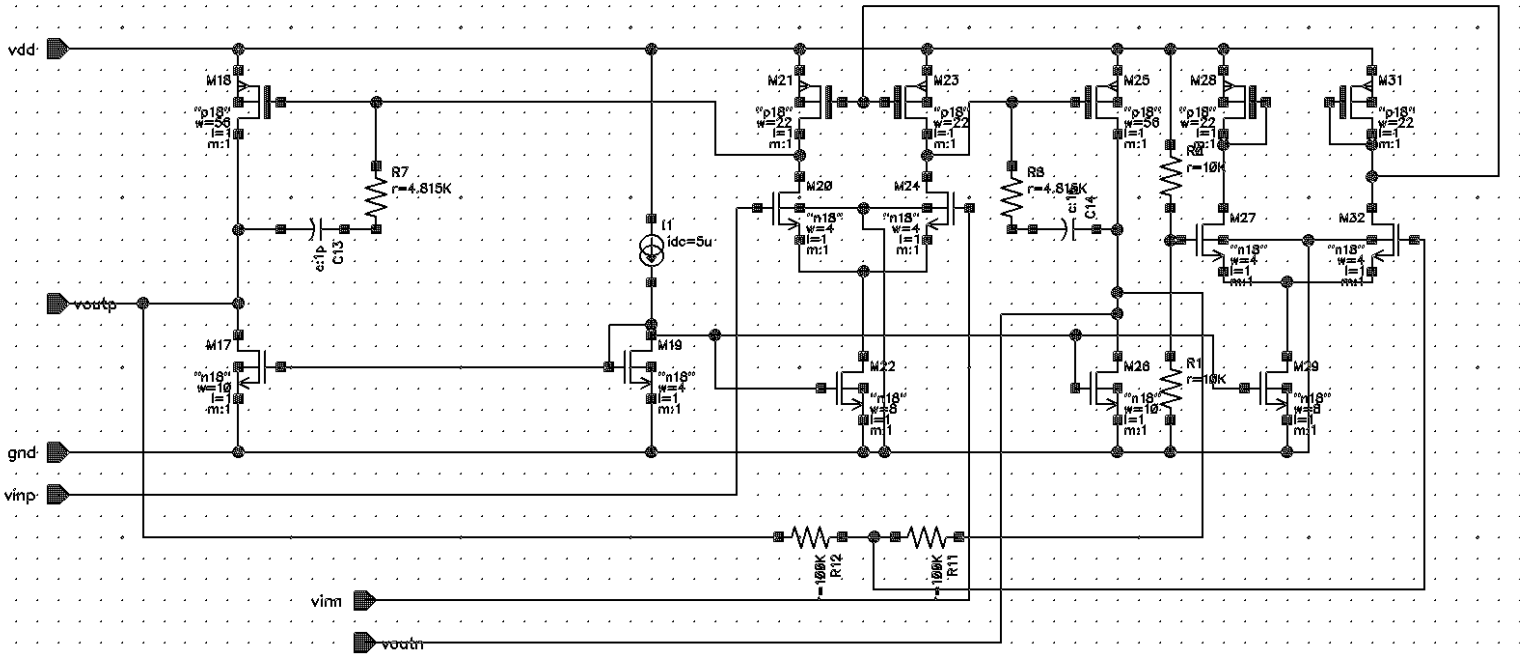 vdd
M18
"p18"
w=56
l=1
m:1
M21
"p18"
w=22
l=1
m:1
M23
"p18"
w=22
l=1
m:1
M25
"p18"
w=56
l=1
m:1
M28
"p18"
w=22
l=1
m:1
M31
"p18"
w=22
l=1
m:1
R7
r=4.815K
c:1p
C13
I1
idc=5u
M20
"n18"
w=4
l=1
m:1
M24
"n18"
w=4
l=1
m:1
r=4.815K
C14
r=10K
M27
"n18"
w=4
l=1
m:1
M32
"n18"
w=4
l=1
m:1
voutp
M17
"n18"
w=10
l=1
m:1
M19
"n18"
w=4
l=1
m:1
M22
"n18"
w=8
l=1
m:1
M26
"n18"
w=10
l=1
m:1
R1
r=10K
M29
"n18"
w=8
l=1
m:1
gnd
vinp
R12
R11
vinn
voutn